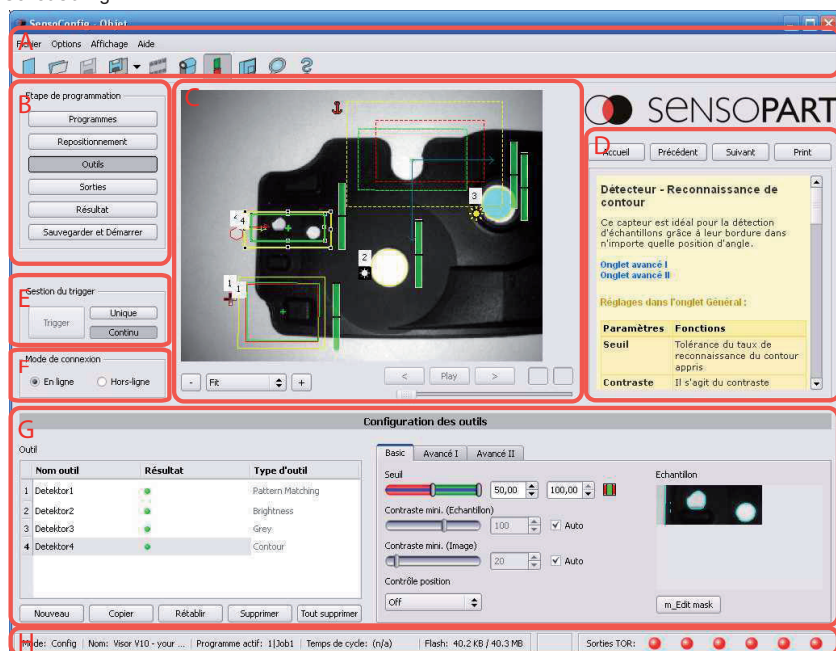 SensoConfig - Objet
A
Fichier Options Affichage Aide
B
Etape de programmation
Programmes
Repositionnement
Outils
Sorties
Résultat
Sauvegarder et Démarrer
C
4
3
2
1
1
- Fit + < Play >
SENSOPART
D
Accueil Précédent Suivant Print
Détecteur - Reconnaissance de
contour
Ce capteur est idéal pour la détection
d'échantillons grâce à leur bordure dans
n'importe quelle position d'angle.
Onglet avancé I
Onglet avancé II
Réglages dans l'onglet Général :
Paramètres Fonctions
Seuil Tolérance du taux de
reconnaissance du contour
appris
Contraste Il s'agit du contraste
E
Gestion du trigger
Trigger
Unique
Continu
F
Mode de connexion
En ligne Hors-ligne
G
Configuration des outils
Outil
Nom outil Résultat Type d'outil
1 Detektor1 Pattern Matching
2 Detektor2 Brightness
3 Detektor3 Grey
4 Detektor4 Contour
Nouveau Copier Rétablir Supprimer Tout supprimer
Basic Avancé I Avancé II
Seuil
50,00 100,00
Contraste mini. (Echantillon)
100 Auto
Contraste mini. (Image)
20 Auto
Contrôle position
Off
Echantillon
m_Edit mask
H
Mode: Config Nom: Visor V10 - your ... Programme actif: 1|Job1 Temps de cycle: (n/a) Flash: 40.2 KB / 40.3 MB Sorties TOR: